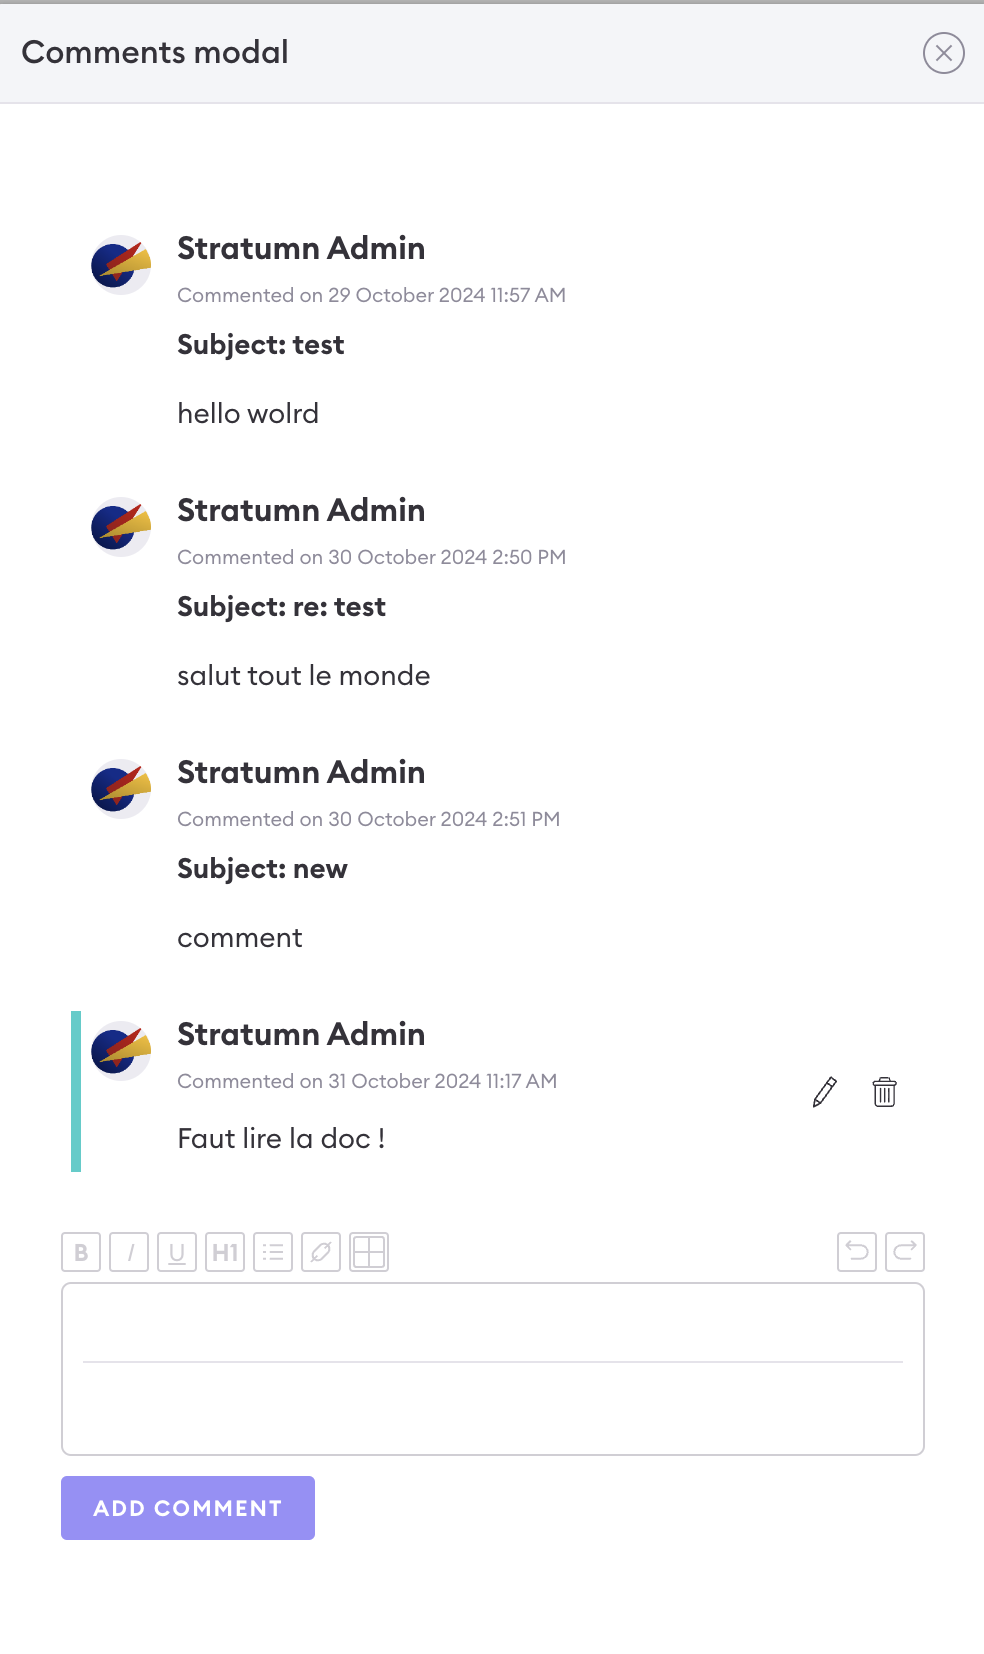 Comments modal
Stratumn Admin
Commented on 29 October 2024 11:57 AM
Subject: test
hello wolrd
Stratumn Admin
Commented on 30 October 2024 2:50 PM
Subject: re: test
salut tout le monde
Stratumn Admin
Commented on 30 October 2024 2:51 PM
Subject: new
comment
Stratumn Admin
Commented on 31 October 2024 11:17 AM
Faut lire la doc !
B I U H1
ADD COMMENT